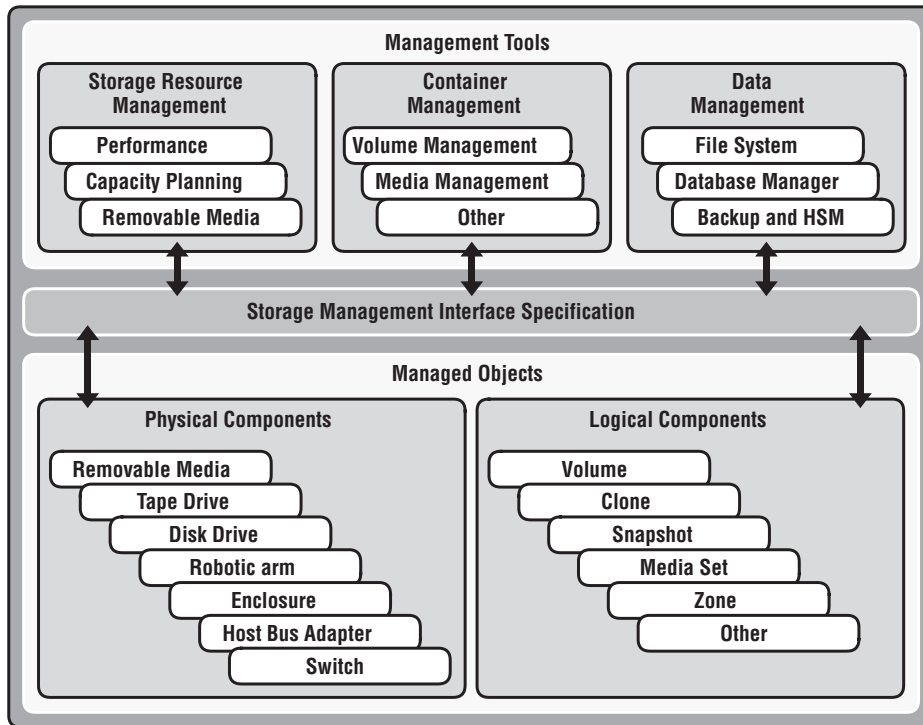 Management Tools
Storage Resource
Management
Performance
Capacity Planning
Removable Media
Container
Management
Volume Management
Media Management
Other
Data
Management
File System
Database Manager
Backup and HSM
Storage Management Interface Specification
Managed Objects
Physical Components
Removable Media
Tape Drive
Disk Drive
Robotic arm
Enclosure
Host Bus Adapter
Switch
Logical Components
Volume
Clone
Snapshot
Media Set
Zone
Other